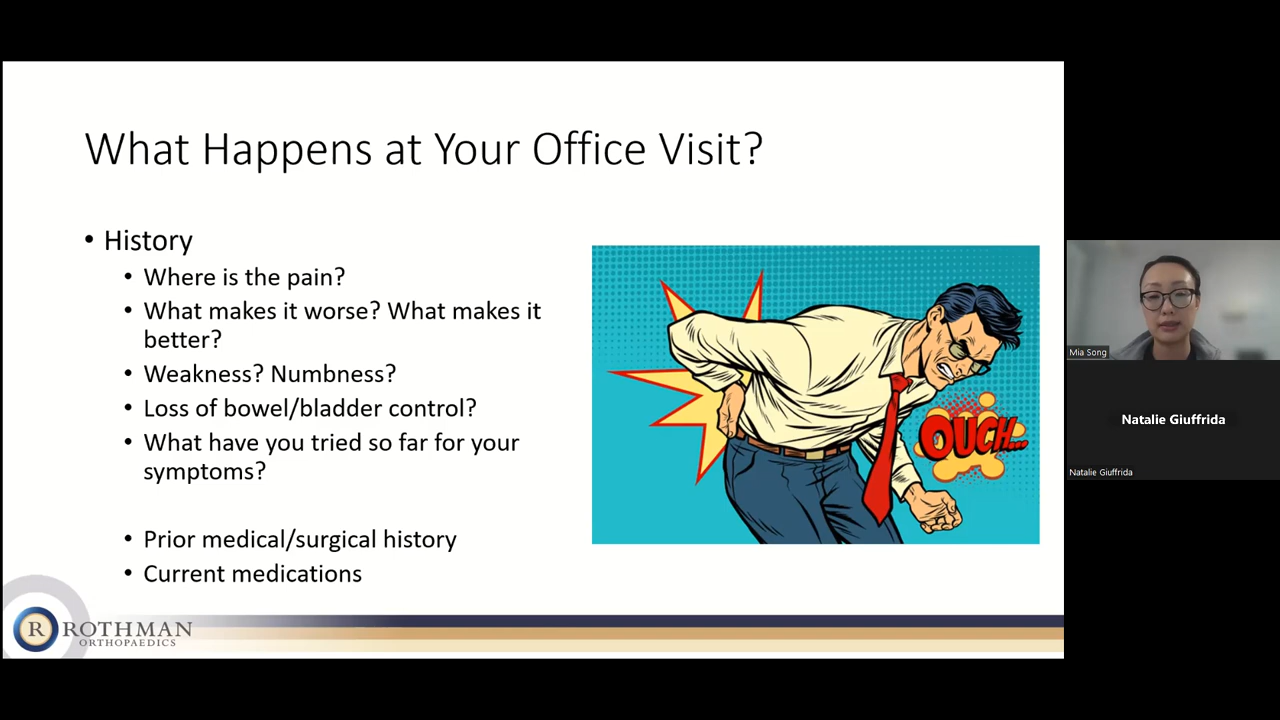 What Happens at Your Office Visit?
• History
• Where is the pain?
• What makes it worse? What makes it
better?
• Weakness? Numbness?
• Loss of bowel/bladder control?
• What have you tried so far for your
symptoms?
• Prior medical/surgical history
• Current medications
OUCH...
R ROTHMAN
ORTHOPAEDICS
Mia Song
Natalie Giuffrida
Natalie Giuffrida